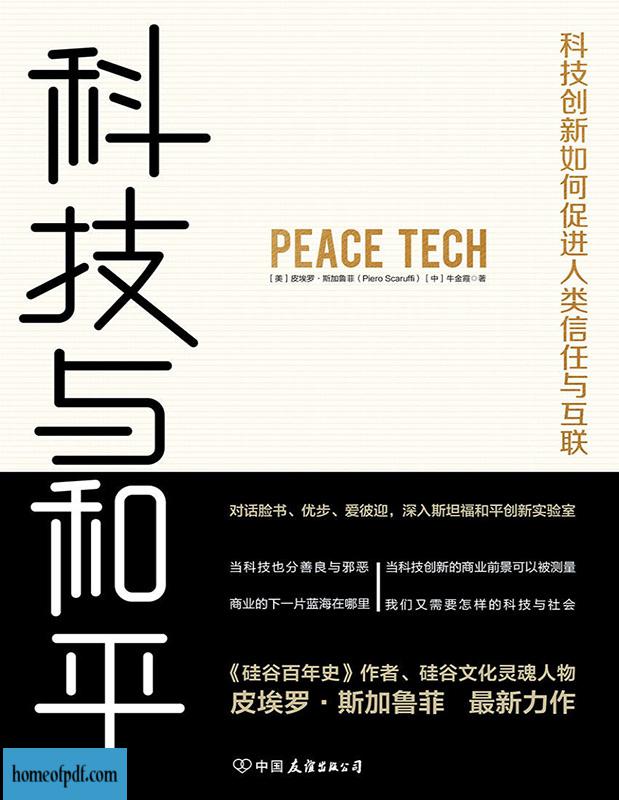 科技与和平
科技创新如何促进人类信任与互联
PEACE TECH
[美]皮埃罗·斯加鲁菲（Piero Scaruffi）[中]牛金霞◎著
对话脸书、优步、爱彼迎，深入斯坦福和平创新实验室
当科技也分善良与邪恶
商业的下一片蓝海在哪里
当科技创新的商业前景可以被测量
我们又需要怎样的科技与社会
《硅谷百年史》作者、硅谷文化灵魂人物
皮埃罗·斯加鲁菲 最新力作
中国友谊出版公司
homeofpdf.com